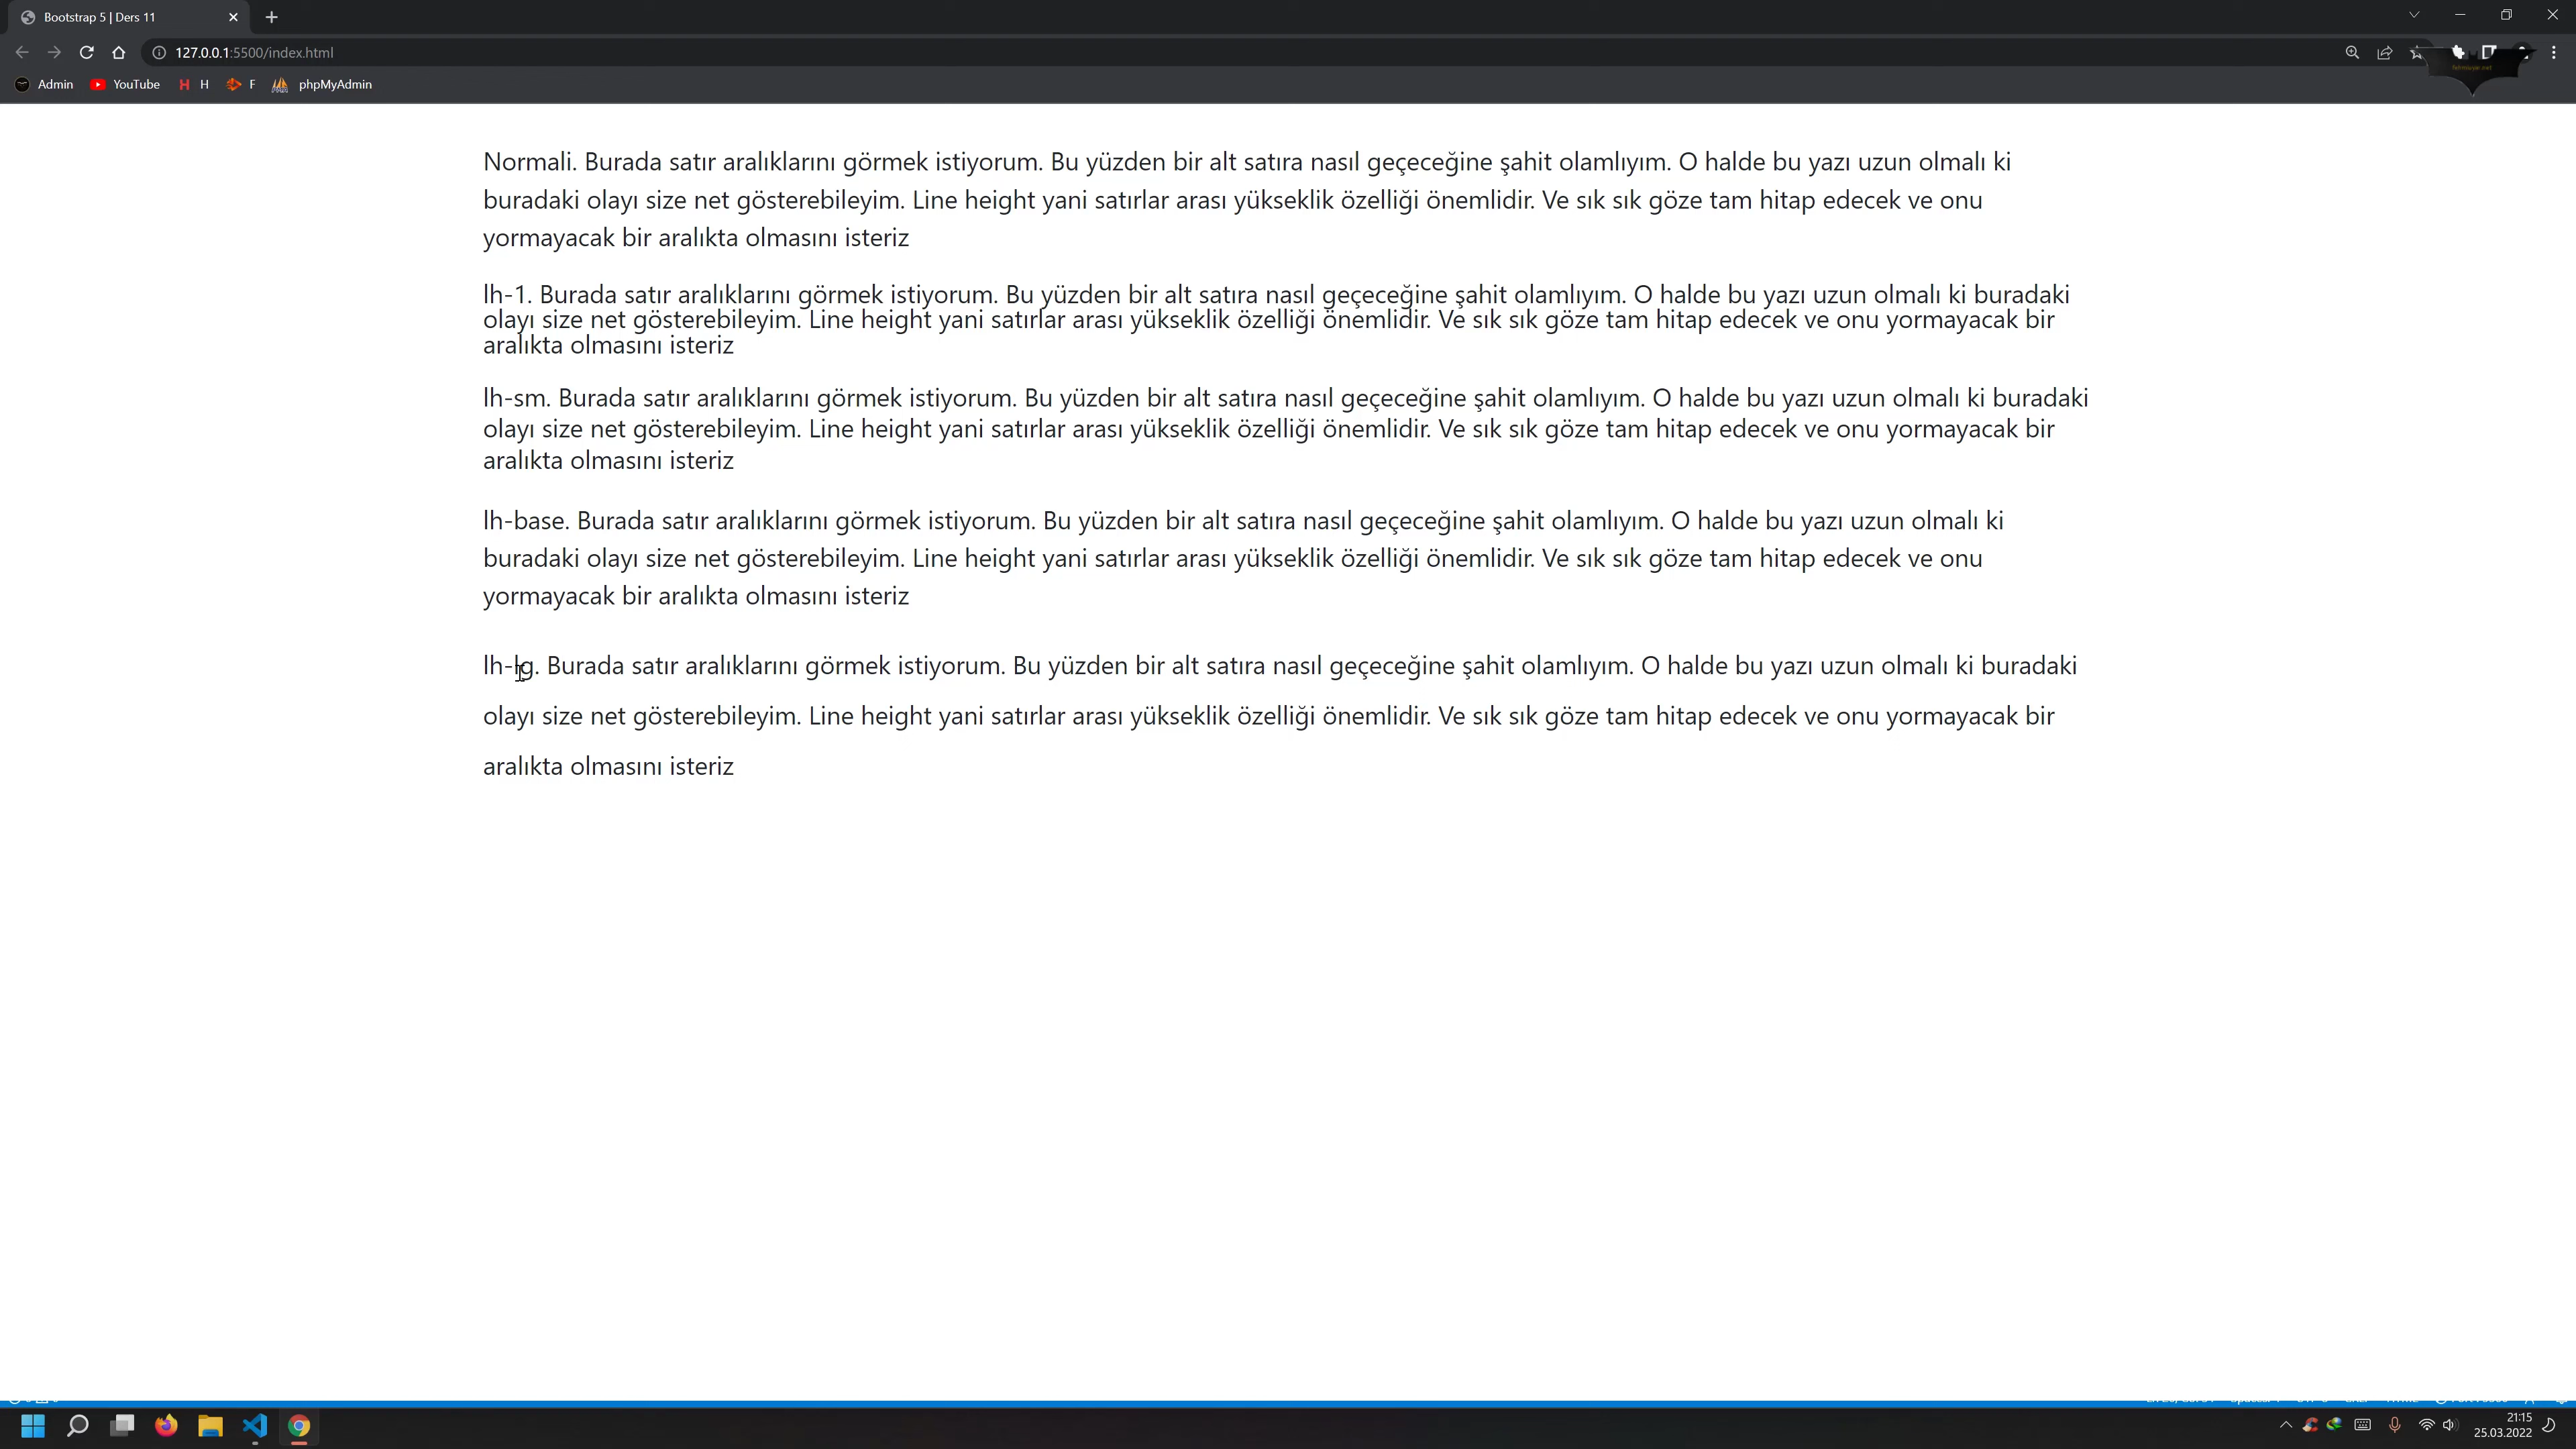 Bootstrap 5 | Ders 11
127.0.0.1:5500/index.html
Admin YouTube H F phpMyAdmin
Normali. Burada satır aralıklarını görmek istiyorum. Bu yüzden bir alt satıra nasıl geçeceğine şahit olamlıyım. O halde bu yazı uzun olmalı ki
buradaki olayı size net gösterebileyim. Line height yani satırlar arası yükseklik özelliği önemlidir. Ve sık sık göze tam hitap edecek ve onu
yormayacak bir aralıkta olmasını isteriz
lh-1. Burada satır aralıklarını görmek istiyorum. Bu yüzden bir alt satıra nasıl geçeceğine şahit olamlıyım. O halde bu yazı uzun olmalı ki buradaki
olayı size net gösterebileyim. Line height yani satırlar arası yükseklik özelliği önemlidir. Ve sık sık göze tam hitap edecek ve onu yormayacak bir
aralıkta olmasını isteriz
lh-sm. Burada satır aralıklarını görmek istiyorum. Bu yüzden bir alt satıra nasıl geçeceğine şahit olamlıyım. O halde bu yazı uzun olmalı ki buradaki
olayı size net gösterebileyim. Line height yani satırlar arası yükseklik özelliği önemlidir. Ve sık sık göze tam hitap edecek ve onu yormayacak bir
aralıkta olmasını isteriz
lh-base. Burada satır aralıklarını görmek istiyorum. Bu yüzden bir alt satıra nasıl geçeceğine şahit olamlıyım. O halde bu yazı uzun olmalı ki
buradaki olayı size net gösterebileyim. Line height yani satırlar arası yükseklik özelliği önemlidir. Ve sık sık göze tam hitap edecek ve onu
yormayacak bir aralıkta olmasını isteriz
lh-lg. Burada satır aralıklarını görmek istiyorum. Bu yüzden bir alt satıra nasıl geçeceğine şahit olamlıyım. O halde bu yazı uzun olmalı ki buradaki
olayı size net gösterebileyim. Line height yani satırlar arası yükseklik özelliği önemlidir. Ve sık sık göze tam hitap edecek ve onu yormayacak bir
aralıkta olmasını isteriz
21:15
25.03.2022